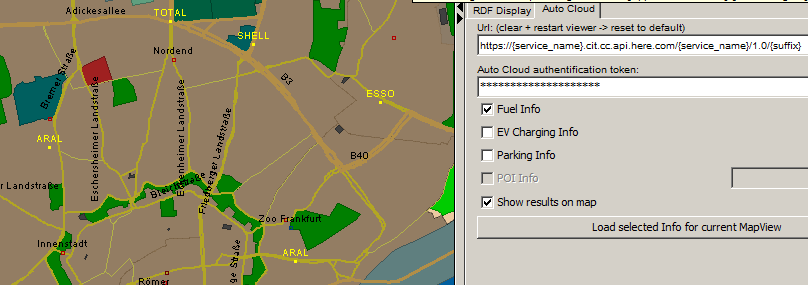 Adickesallee
TOTAL
Nordend
SHELL
Bremer Straße
B3
ESSO
Eschersheimer Landstraße
Eckenheimer Landstraße
Friedberger Landstraße
ARAL
B40
r Landstraße
Bleichstraße
Zoo Frankfurt
Innenstadt
ge Straße
ARAL
Römer
RDF Display
Auto Cloud
Url: (clear + restart viewer -> reset to default)
https://{service_name}.cit.cc.api.here.com/{service_name}/1.0/{suffix}
Auto Cloud authentification token:
********************
Fuel Info
EV Charging Info
Parking Info
POI Info
Show results on map
Load selected Info for current MapView